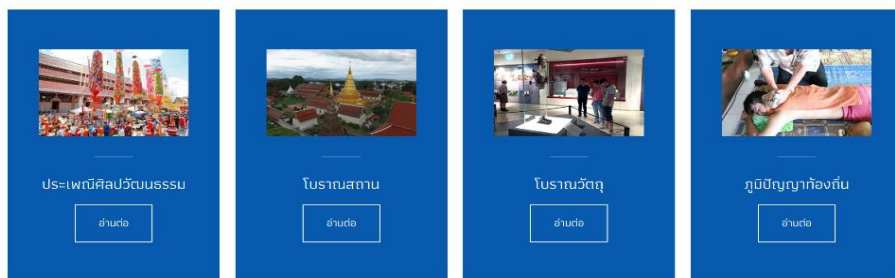 ประเพณีศิลปวัฒนธรรม
อ่านต่อ
โบราณสถาน
อ่านต่อ
โบราณวัตถุ
อ่านต่อ
ภูมิปัญญาท้องถิ่น
อ่านต่อ